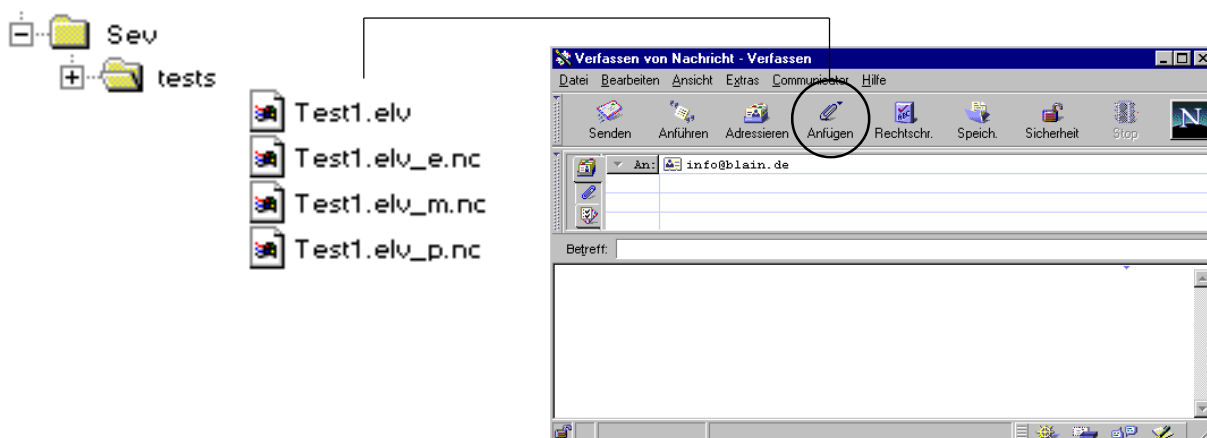 Sev
tests
Test1.elv
Test1.elv_e.nc
Test1.elv_m.nc
Test1.elv_p.nc
Verfassen von Nachricht - Verfassen
Datei Bearbeiten Ansicht Extras Communicator Hilfe
Senden Anführen Adressieren Anfügen Rechtschr. Speich. Sicherheit Stop
N
An: info@blain.de
Betreff: